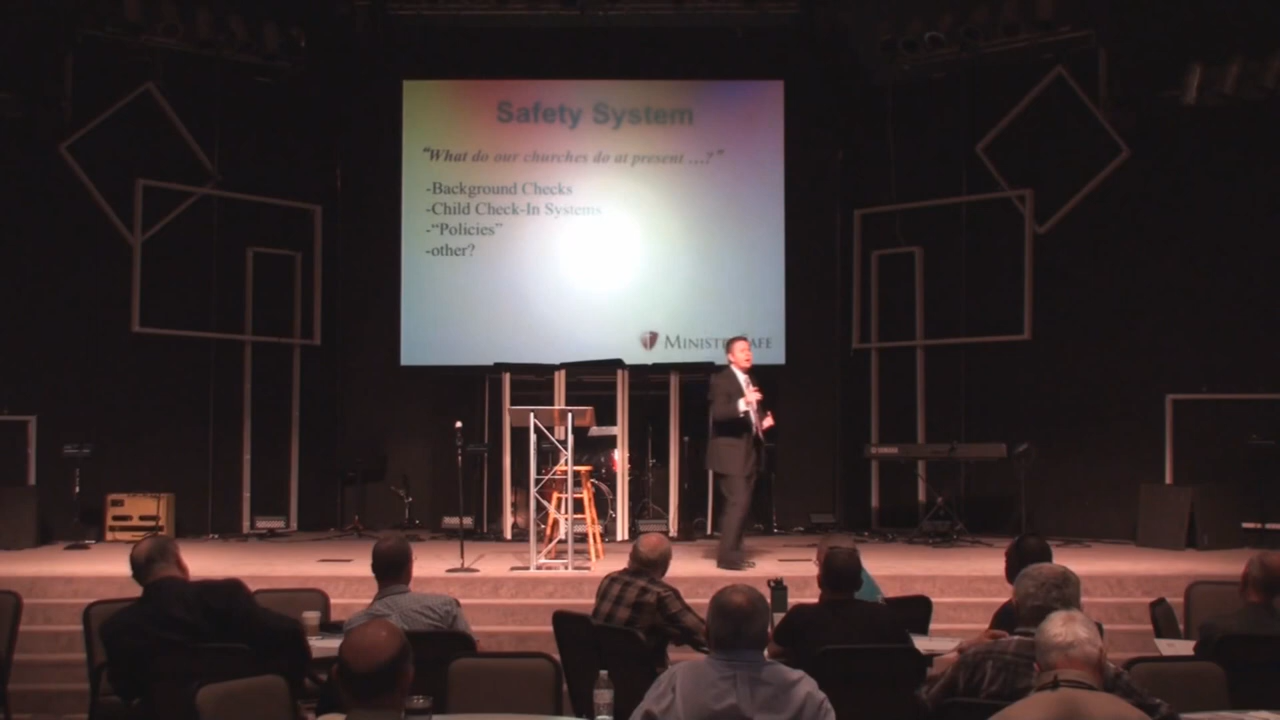 Safety System
"What do our churches do at present ...?"
-Background Checks
-Child Check-In Systems
-“Policies”
-other?